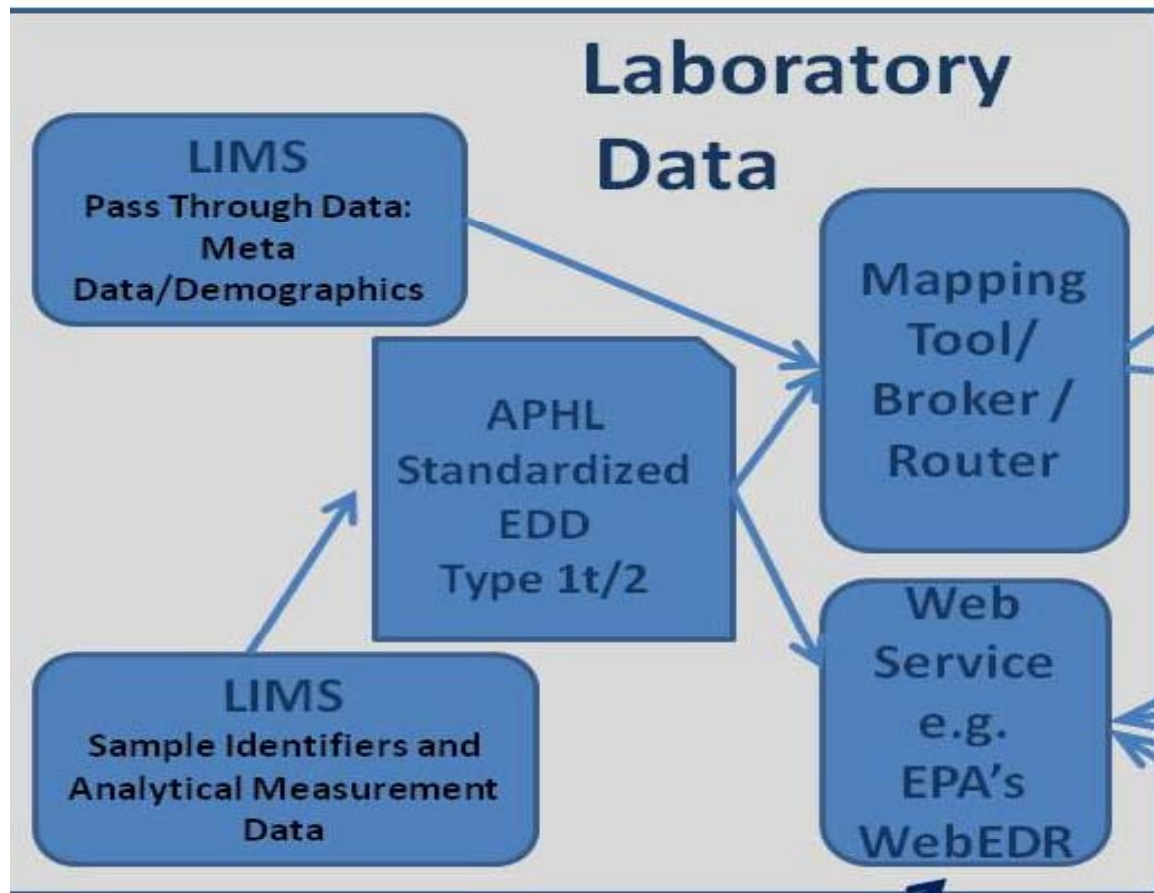 Laboratory
Data
LIMS
Pass Through Data:
Meta
Data/Demographics
Mapping
Tool/
Broker /
Router
APHL
Standardized
EDD
Type 1t/2
LIMS
Sample Identifiers and
Analytical Measurement
Data
Web
Service
e.g.
EPA's
WebEDR